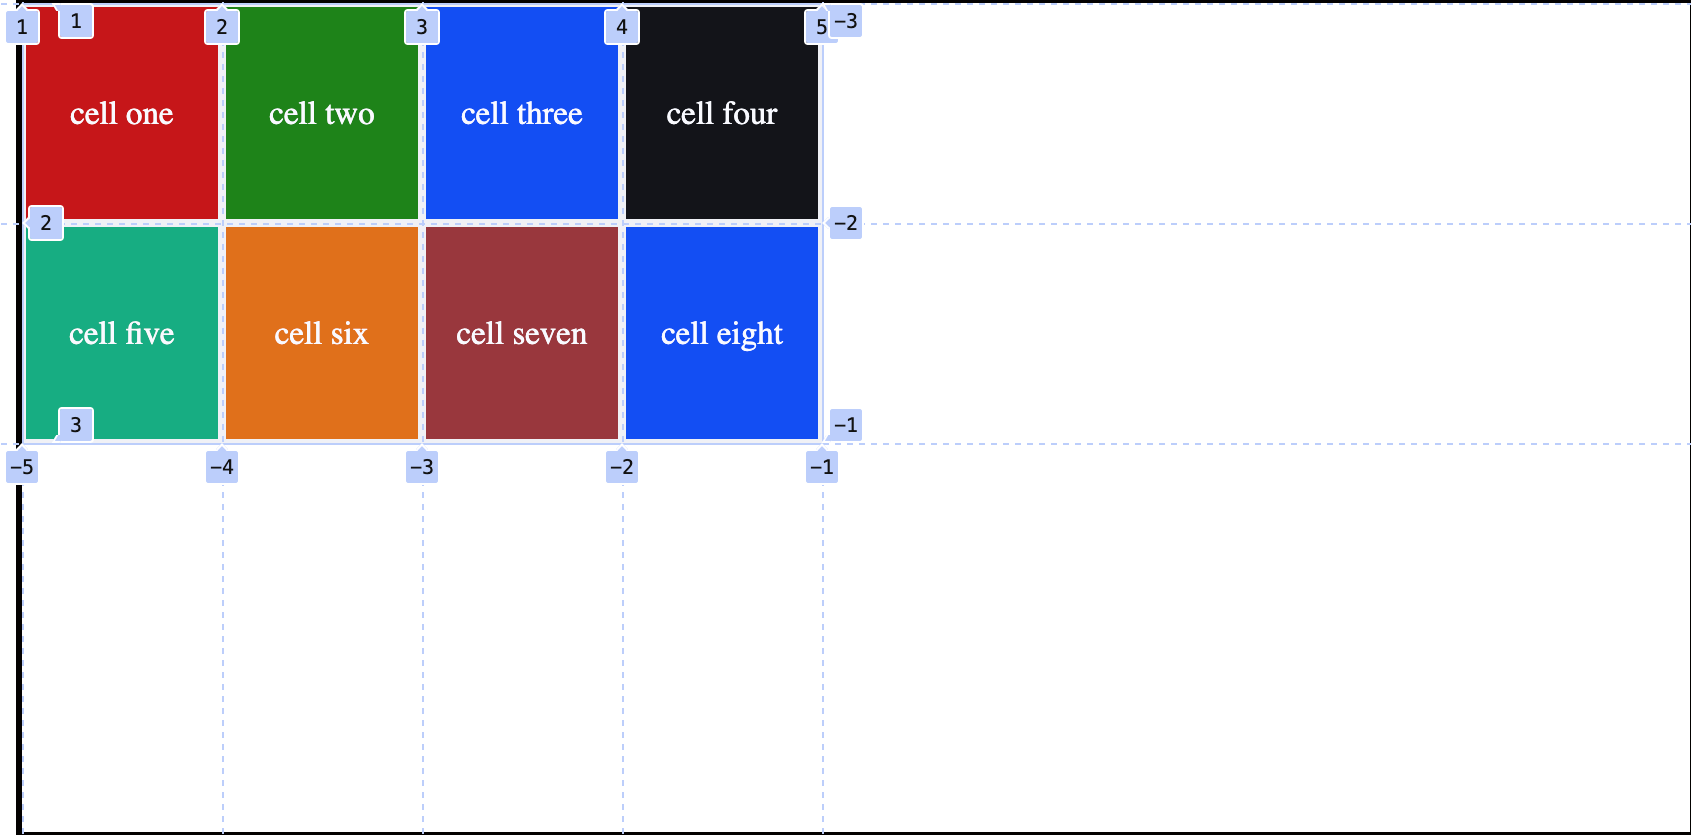 1 1 2 3 4 5 −3
cell one cell two cell three cell four
2 −2
cell five cell six cell seven cell eight
3 −1
−5 −4 −3 −2 −1